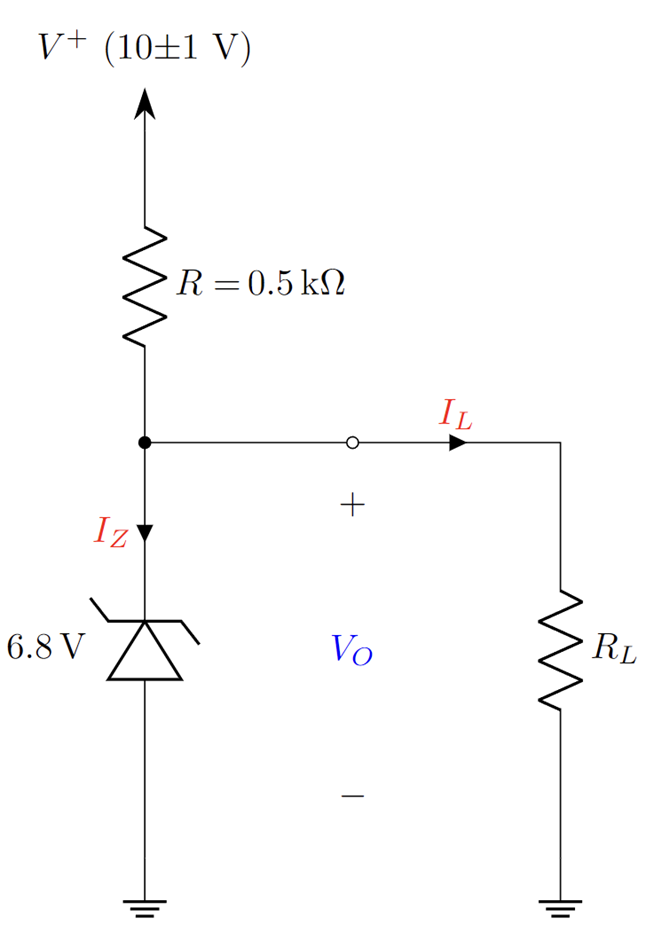 V⁺ (10±1 V)
R = 0.5 kΩ
I_L
+
I_Z
6.8 V
V_O
R_L
−